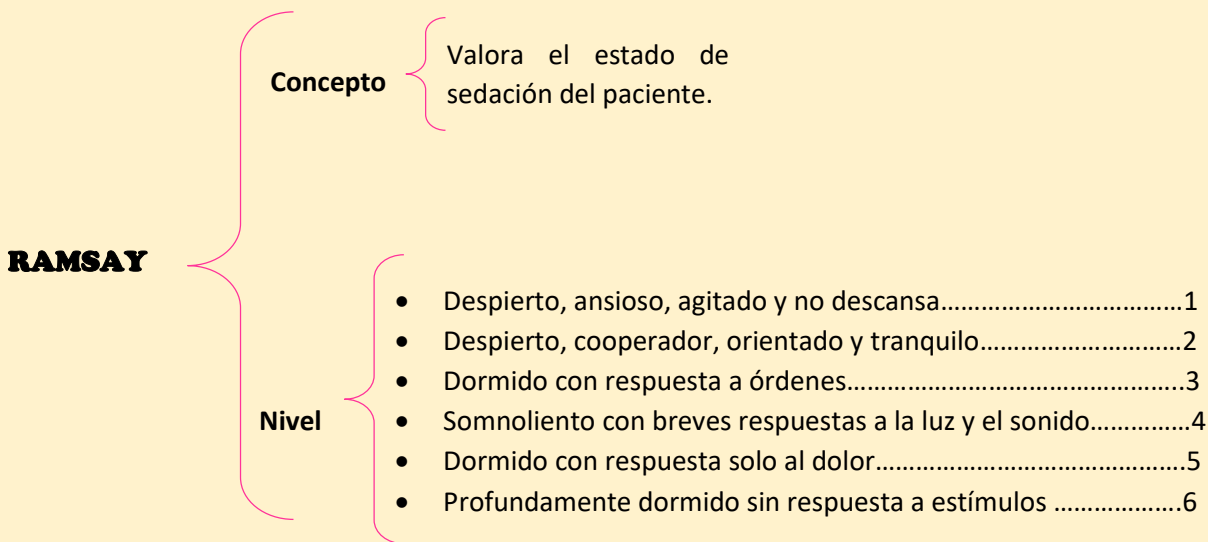 Concepto
Valora el estado de
sedación del paciente.
RAMSAY
Nivel
• Despierto, ansioso, agitado y no descansa……………………………1
• Despierto, cooperador, orientado y tranquilo…………………………2
• Dormido con respuesta a órdenes…………………………………………..3
• Somnoliento con breves respuestas a la luz y el sonido……………4
• Dormido con respuesta solo al dolor……………………………………….5
• Profundamente dormido sin respuesta a estímulos ……………….6